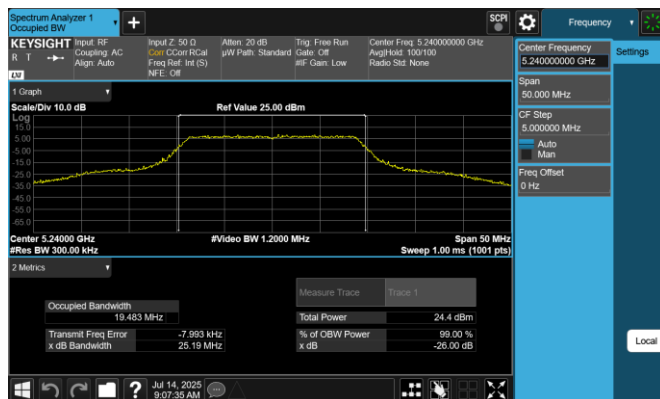 Spectrum Analyzer 1
Occupied BW
SCPI
Frequency
KEYSIGHT
R T
LXI
Input: RF
Coupling: AC
Align: Auto
Input Z: 50 Ω
Corr CCorr RCal
Freq Ref: Int (S)
NFE: Off
Atten: 20 dB
µW Path: Standard
Trig: Free Run
Gate: Off
#IF Gain: Low
Center Freq: 5.240000000 GHz
Avg|Hold: 100/100
Radio Std: None
Center Frequency
5.240000000 GHz
Settings
Span
50.000 MHz
CF Step
5.000000 MHz
Auto
Man
Freq Offset
0 Hz
Local
1 Graph
Scale/Div 10.0 dB
Ref Value 25.00 dBm
Log
15.0
5.00
-5.00
-15.0
-25.0
-35.0
-45.0
-55.0
-65.0
Center 5.24000 GHz
#Video BW 1.2000 MHz
Span 50 MHz
#Res BW 300.00 kHz
Sweep 1.00 ms (1001 pts)
2 Metrics
Measure Trace
Trace 1
Occupied Bandwidth
19.483 MHz
Total Power
24.4 dBm
Transmit Freq Error
-7.993 kHz
% of OBW Power
99.00 %
x dB Bandwidth
25.19 MHz
x dB
-26.00 dB
?
Jul 14, 2025
9:07:35 AM